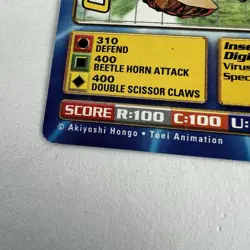 310
DEFEND
400
BEETLE HORN ATTACK
400
DOUBLE SCISSOR CLAWS
Inse
Digi
Virus
Spec
SCORE R:100 C:100 U:
© Akiyoshi Hongo · Toei Animation